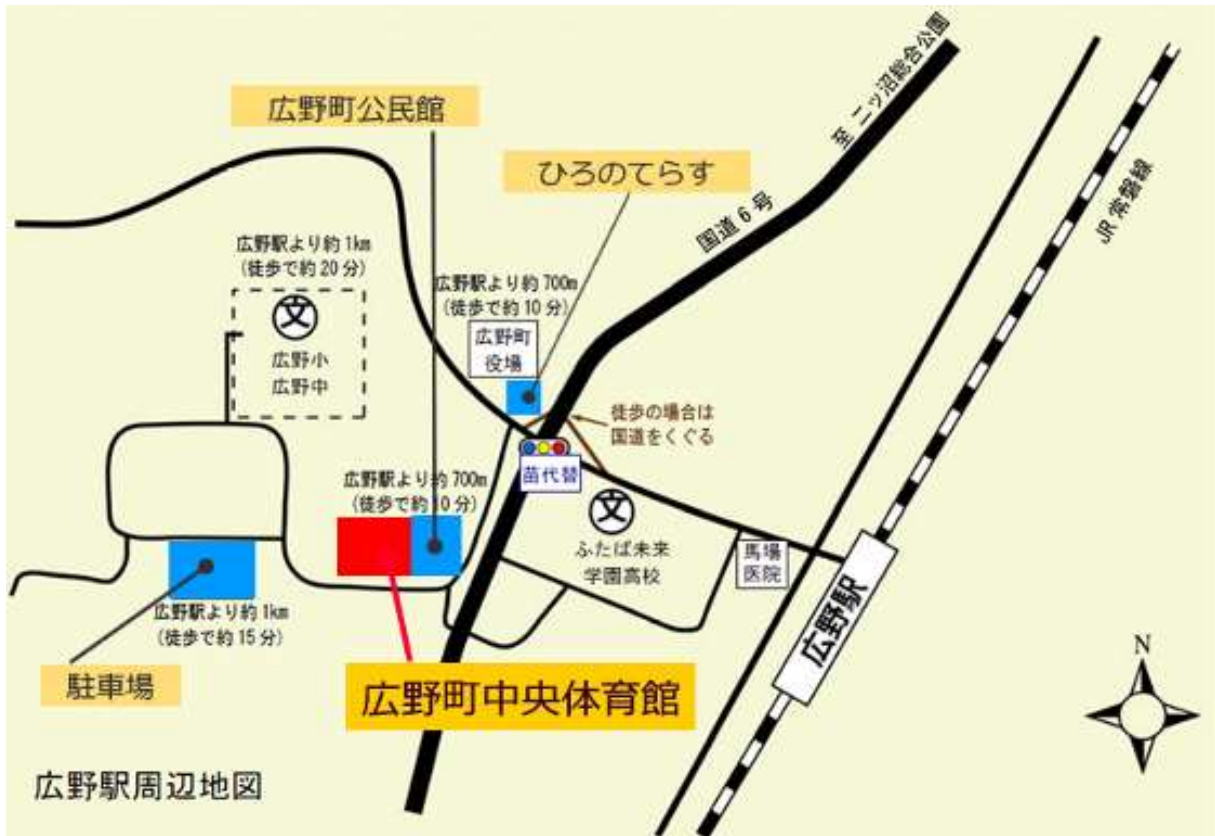 広野町公民館
ひろのてらす
至 二ッ沼総合公園
国道6号
JR常磐線
広野駅より約1km
(徒歩で約20分)
文
広野小
広野中
広野駅より約700m
(徒歩で約10分)
広野町
役場
徒歩の場合は
国道をくぐる
苗代替
広野駅より約700m
(徒歩で約10分)
文
ふたば未来
学園高校
馬場
医院
広野駅
広野駅より約1km
(徒歩で約15分)
駐車場
広野町中央体育館
N
広野駅周辺地図